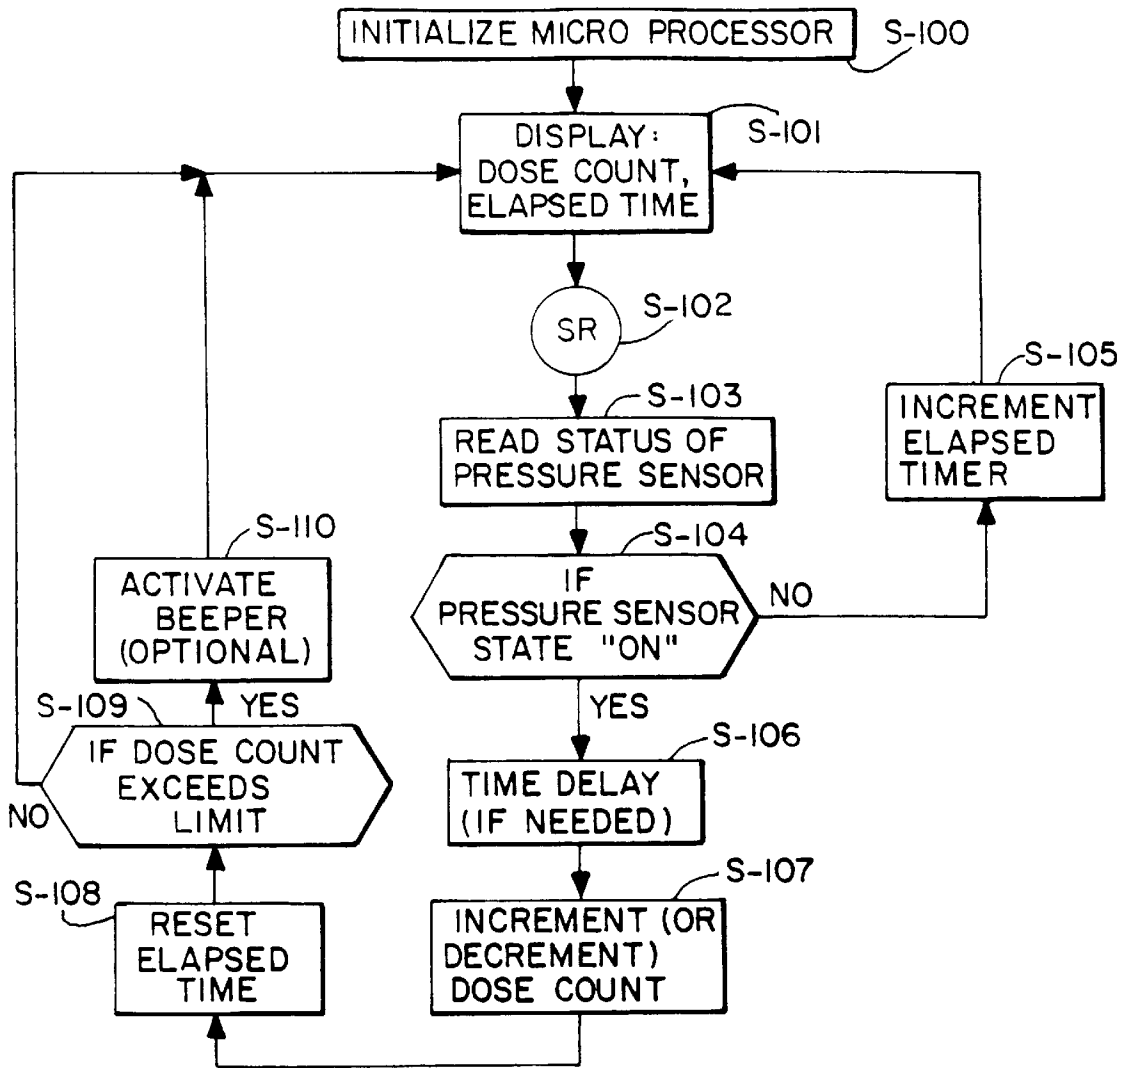 INITIALIZE MICRO PROCESSOR
S-100
DISPLAY:
DOSE COUNT,
ELAPSED TIME
S-101
SR
S-102
S-103
READ STATUS OF
PRESSURE SENSOR
S-105
INCREMENT
ELAPSED
TIMER
S-104
IF
PRESSURE SENSOR
STATE "ON"
NO
YES
S-106
TIME DELAY
(IF NEEDED)
S-107
INCREMENT (OR
DECREMENT)
DOSE COUNT
S-108
RESET
ELAPSED
TIME
S-109
IF DOSE COUNT
EXCEEDS
LIMIT
NO
YES
S-110
ACTIVATE
BEEPER
(OPTIONAL)